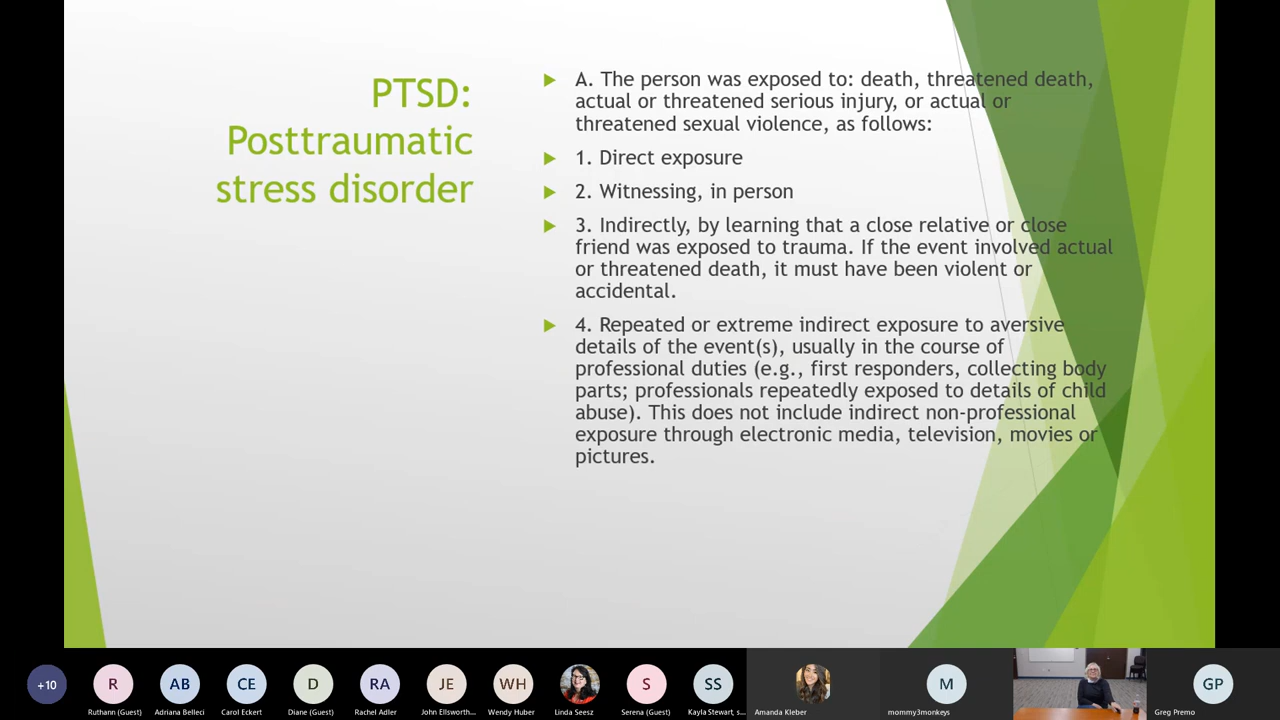 PTSD:
Posttraumatic
stress disorder
A. The person was exposed to: death, threatened death,
actual or threatened serious injury, or actual or
threatened sexual violence, as follows:
1. Direct exposure
2. Witnessing, in person
3. Indirectly, by learning that a close relative or close
friend was exposed to trauma. If the event involved actual
or threatened death, it must have been violent or
accidental.
4. Repeated or extreme indirect exposure to aversive
details of the event(s), usually in the course of
professional duties (e.g., first responders, collecting body
parts; professionals repeatedly exposed to details of child
abuse). This does not include indirect non-professional
exposure through electronic media, television, movies or
pictures.
+10
R
AB
CE
D
RA
JE
WH
S
SS
M
GP
Ruthann (Guest)
Adriana Belleci
Carol Eckert
Diane (Guest)
Rachel Adler
John Ellsworth...
Wendy Huber
Linda Seesz
Serena (Guest)
Kayla Stewart, s...
Amanda Kleber
mommy3monkeys
Greg Premo